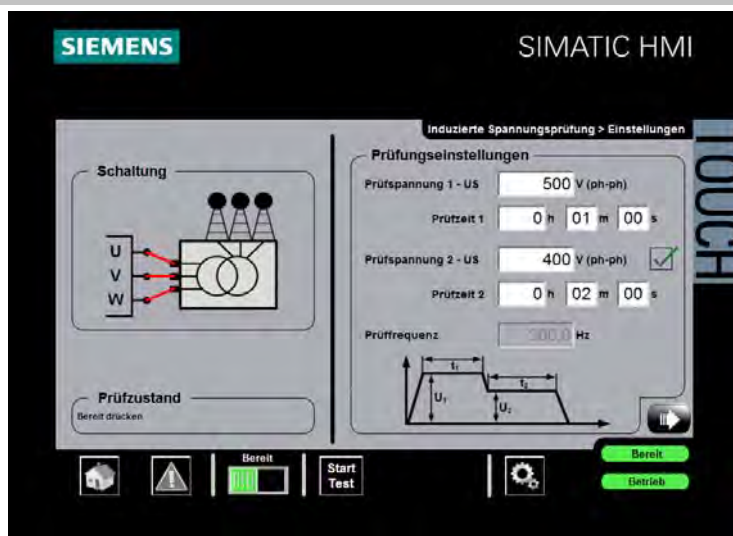 SIEMENS
SIMATIC HMI
TOUCH
Induzierte Spannungsprüfung > Einstellungen
Schaltung
U
V
W
Prüfungseinstellungen
Prüfspannung 1 - US 500 V (ph-ph)
Prüfzeit 1 0 h 01 m 00 s
Prüfspannung 2 - US 400 V (ph-ph)
Prüfzeit 2 0 h 02 m 00 s
Prüffrequenz 300,0 Hz
t₁
t₂
U₁
U₂
Prüfzustand
Bereit drücken
Bereit
Start
Test
Bereit
Betrieb